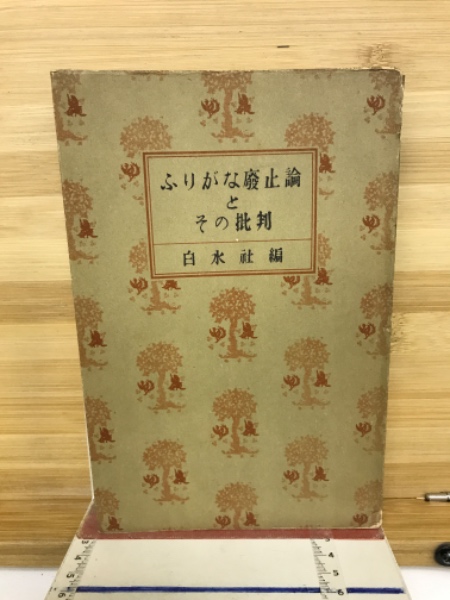 ふりがな廢止論
と
その批判
白水社編